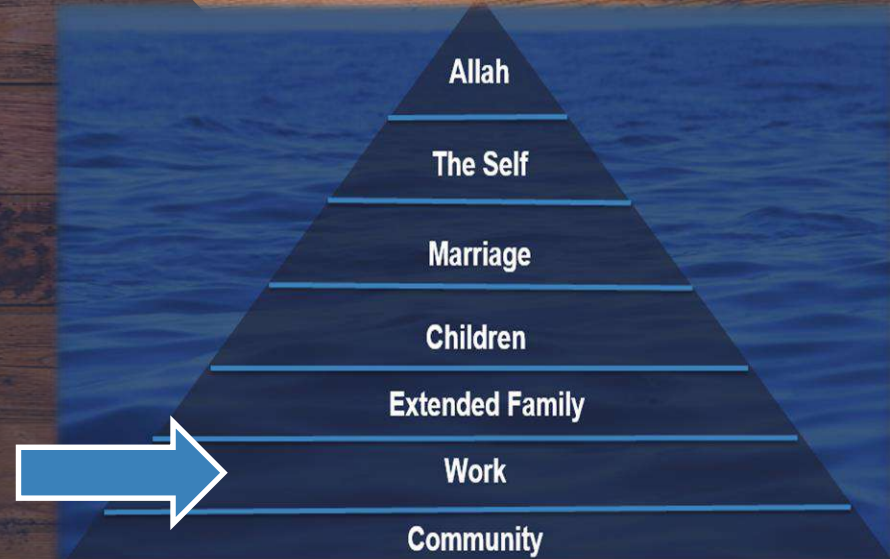 Allah
The Self
Marriage
Children
Extended Family
Work
Community